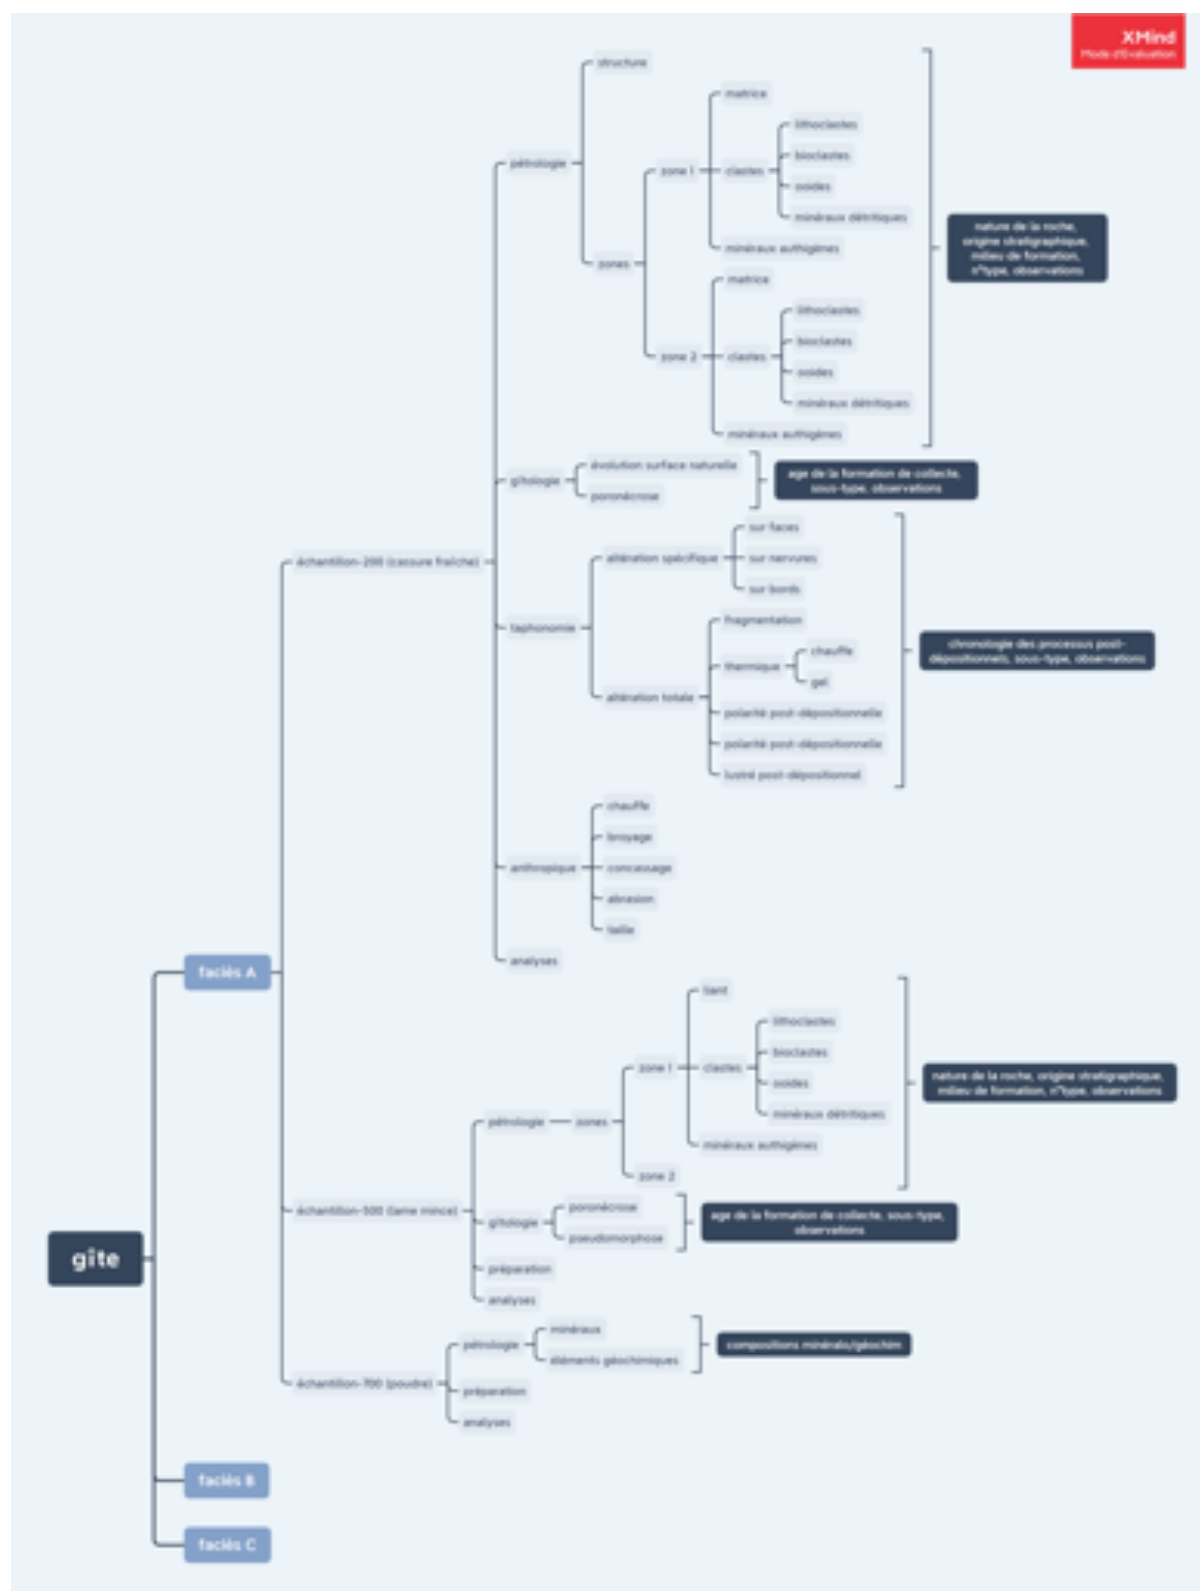 XMind
Mode d'Evaluation
structure
matrice
lithoclastes
pétrologie
bioclastes
zone 1
clastes
ooides
minéraux détritiques
nature de la roche,
origine stratigraphique,
milieu de formation,
n°type, observations
minéraux authigènes
zones
matrice
lithoclastes
bioclastes
zone 2
clastes
ooides
minéraux détritiques
minéraux authigènes
évolution surface naturelle
gîtologie
poronécrose
age de la formation de collecte,
sous-type, observations
sur faces
échantillon-200 (cassure fraîche)
altération spécifique
sur nervures
sur bords
taphonomie
fragmentation
chauffe
thermique
gel
chronologie des processus post-
dépositionnels, sous-type, observations
altération totale
polarité post-dépositionnelle
polarité post-dépositionnelle
lustré post-dépositionnel
chauffe
broyage
anthropique
concassage
abrasion
taille
analyses
faciès A
liant
lithoclastes
bioclastes
zone 1
clastes
ooides
minéraux détritiques
nature de la roche, origine stratigraphique,
milieu de formation, n°type, observations
pétrologie
zones
minéraux authigènes
zone 2
échantillon-500 (lame mince)
poronécrose
gîtologie
pseudomorphose
age de la formation de collecte, sous-type,
observations
gîte
préparation
analyses
minéraux
pétrologie
éléments géochimiques
compositions minéralo/géochim
échantillon-700 (poudre)
préparation
analyses
faciès B
faciès C